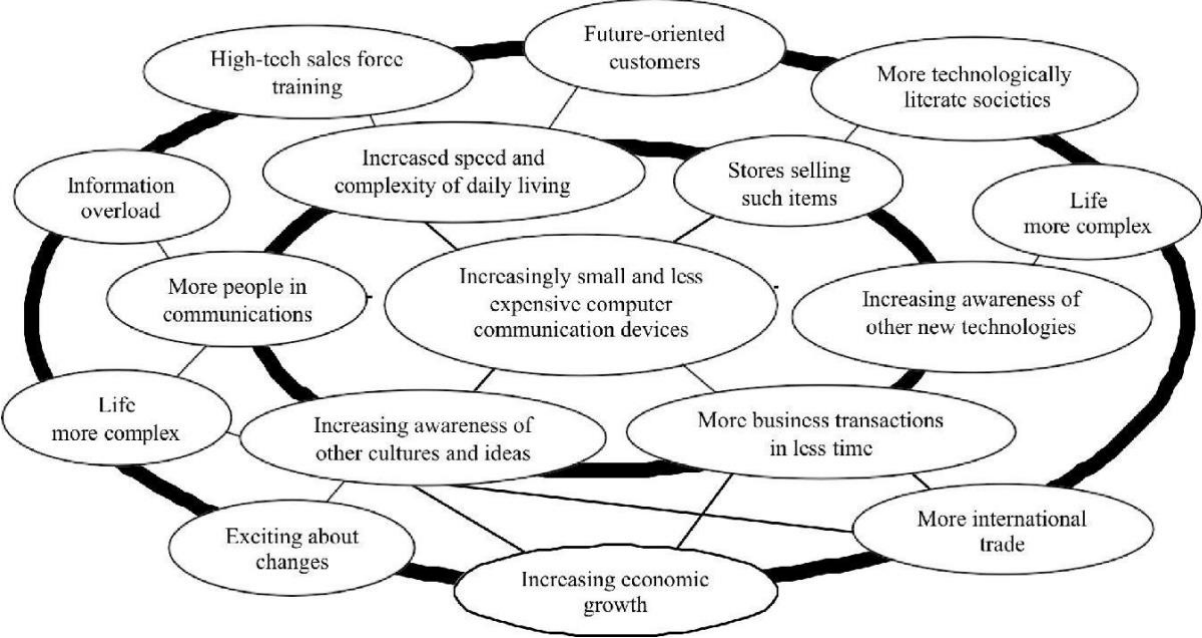 Future-oriented
customers
High-tech sales force
training
More technologically
literate societies
Increased speed and
complexity of daily living
Stores selling
such items
Information
overload
Life
more complex
More people in
communications
Increasingly small and less
expensive computer
communication devices
Increasing awareness of
other new technologies
Life
more complex
Increasing awareness of
other cultures and ideas
More business transactions
in less time
Exciting about
changes
More international
trade
Increasing economic
growth